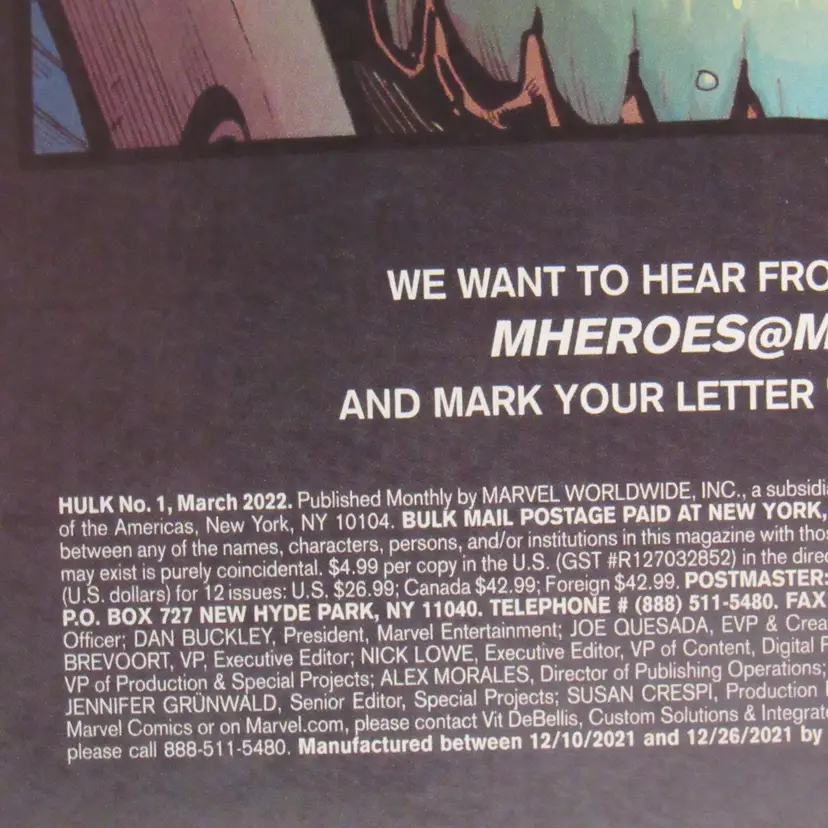 WE WANT TO HEAR FRO
MHEROES@M
AND MARK YOUR LETTER
HULK No. 1, March 2022. Published Monthly by MARVEL WORLDWIDE, INC., a subsidia
of the Americas, New York, NY 10104. BULK MAIL POSTAGE PAID AT NEW YORK,
between any of the names, characters, persons, and/or institutions in this magazine with thos
may exist is purely coincidental. $4.99 per copy in the U.S. (GST #R127032852) in the direc
(U.S. dollars) for 12 issues: U.S. $26.99; Canada $42.99; Foreign $42.99. POSTMASTER:
P.O. BOX 727 NEW HYDE PARK, NY 11040. TELEPHONE # (888) 511-5480. FAX
Officer; DAN BUCKLEY, President, Marvel Entertainment; JOE QUESADA, EVP & Crea
BREVOORT, VP, Executive Editor; NICK LOWE, Executive Editor, VP of Content, Digital P
VP of Production & Special Projects; ALEX MORALES, Director of Publishing Operations;
JENNIFER GRÜNWALD, Senior Editor, Special Projects; SUSAN CRESPI, Production
Marvel Comics or on Marvel.com, please contact Vit DeBellis, Custom Solutions & Integrat
please call 888-511-5480. Manufactured between 12/10/2021 and 12/26/2021 by